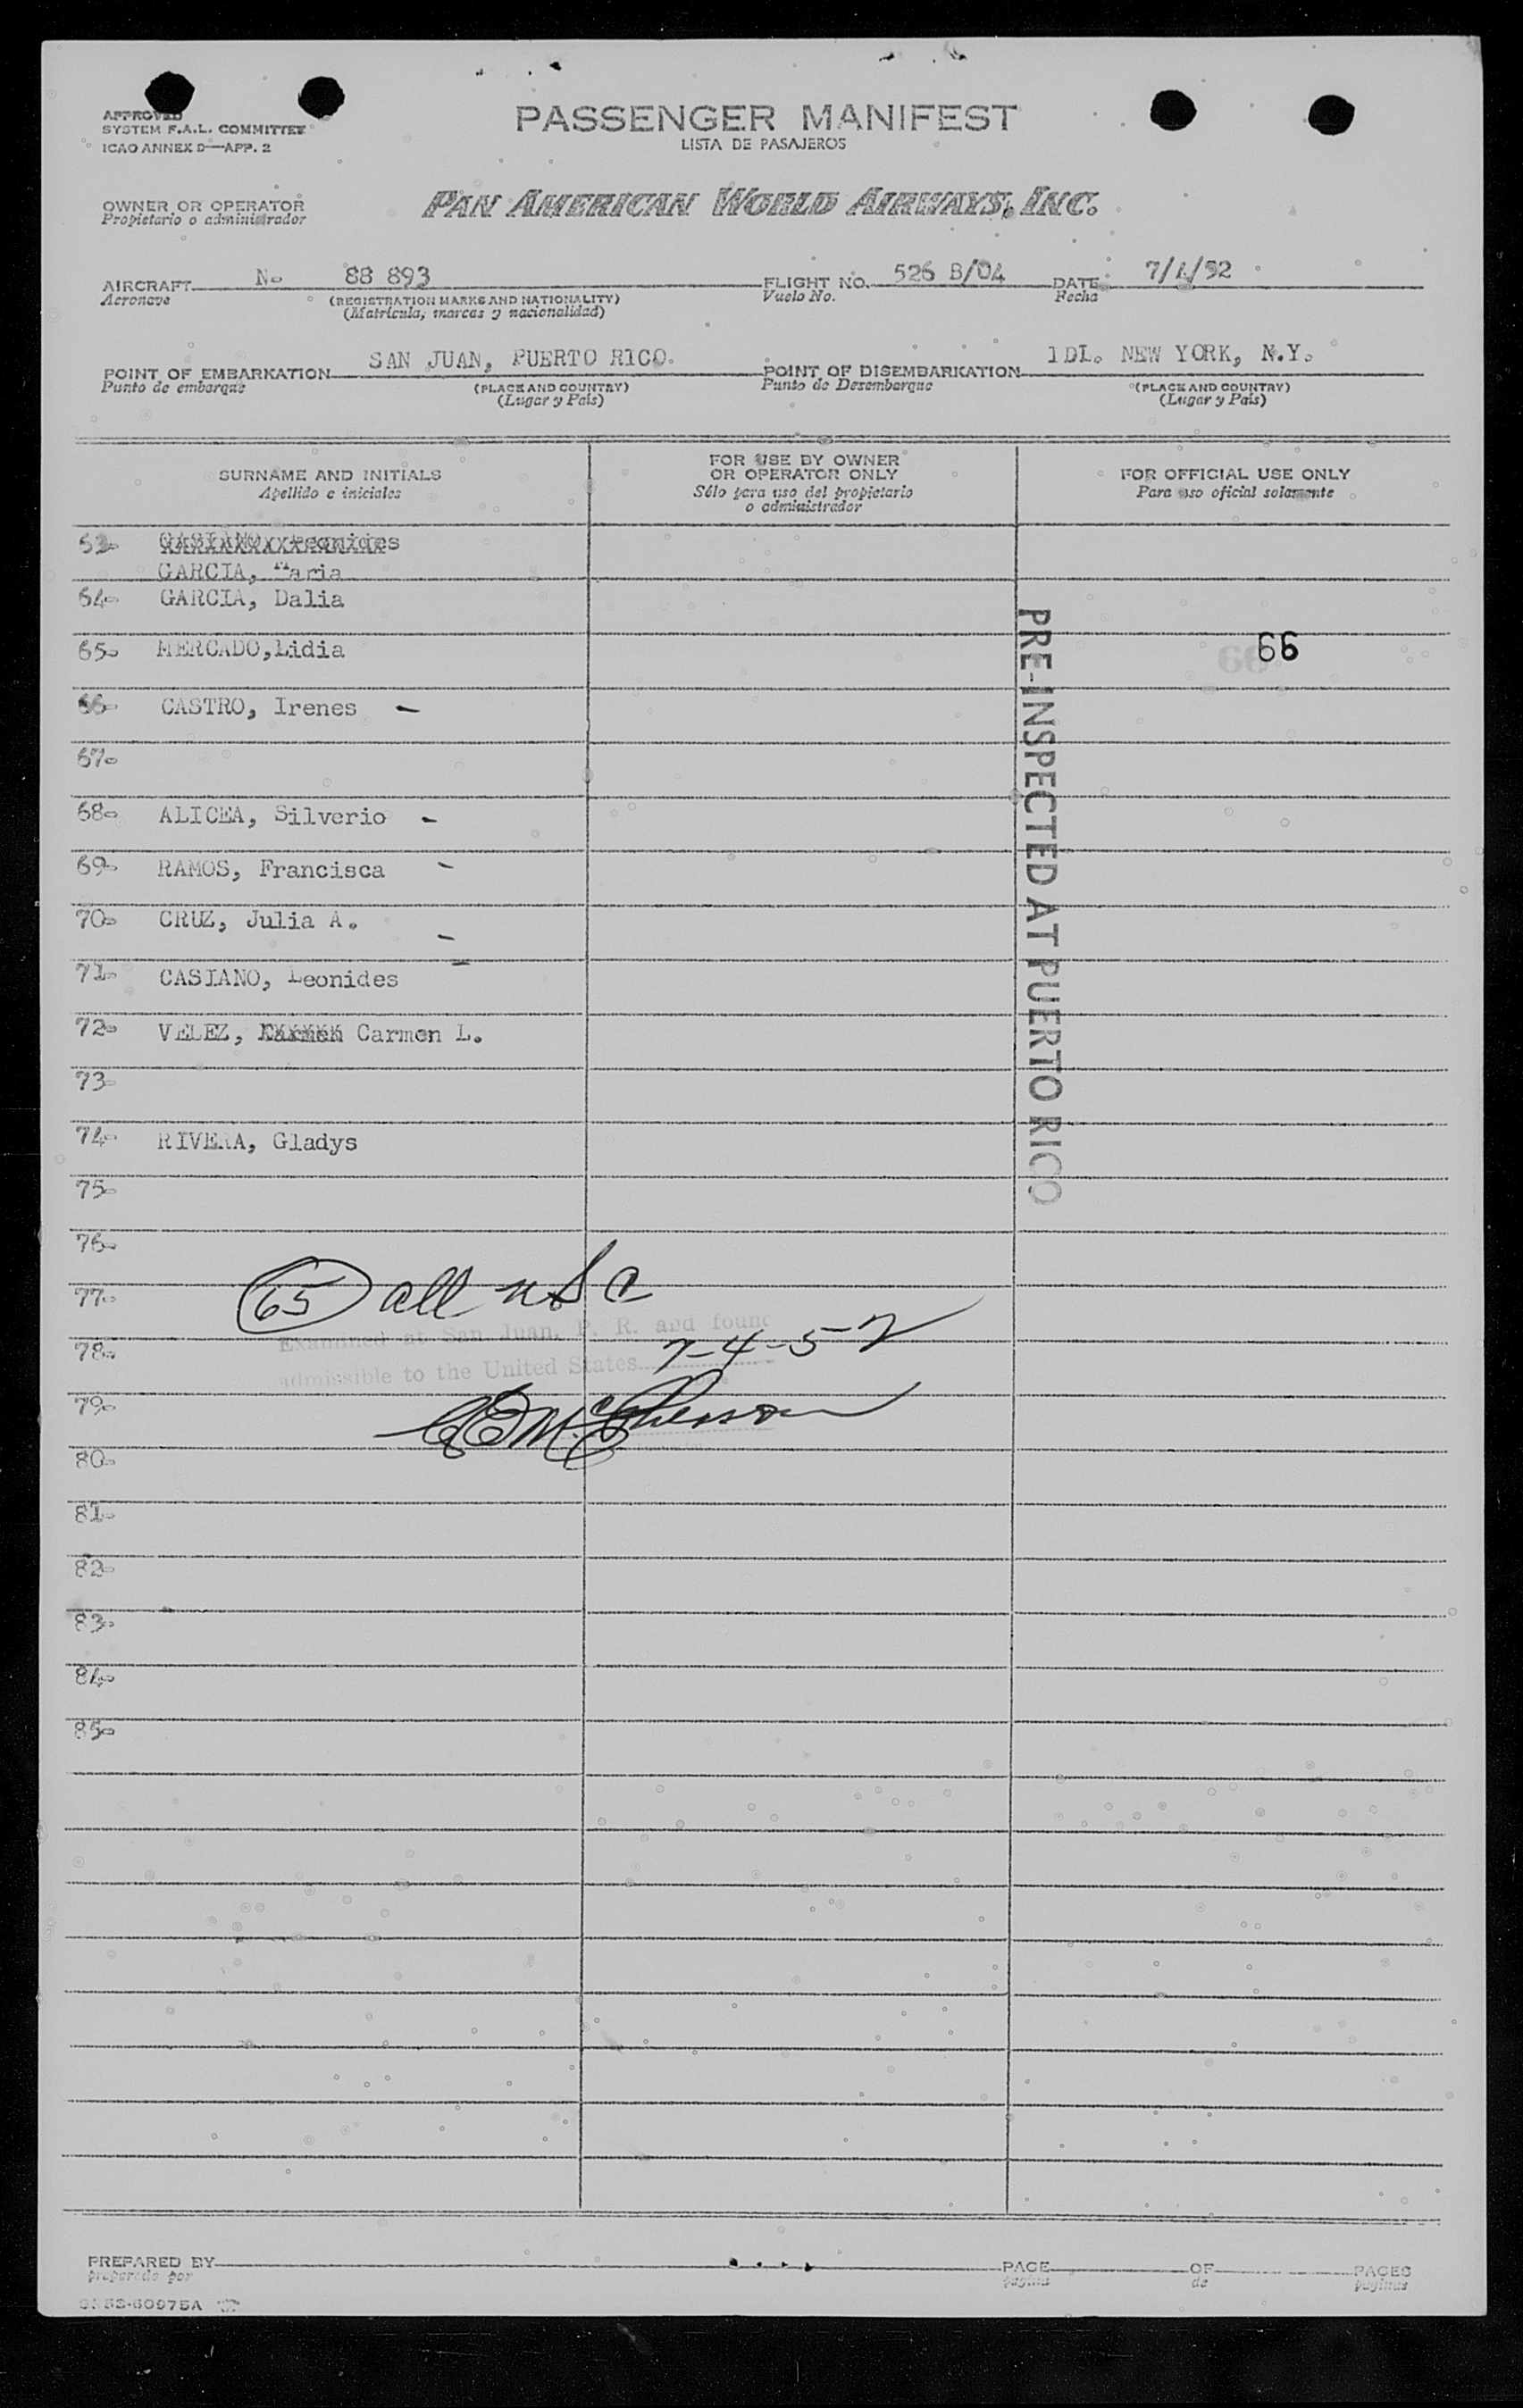 APPROVED
SYSTEM F.A.L. COMMITTEE
ICAO ANNEX 9—APP. 2
PASSENGER MANIFEST
LISTA DE PASAJEROS
OWNER OR OPERATOR
Propietario o administrador
PAN AMERICAN WORLD AIRWAYS, INC.
AIRCRAFT No 88 893 FLIGHT NO. 526 B/04 DATE 7/4/52
Aeronave (REGISTRATION MARKS AND NATIONALITY) Vuelo No. Fecha
(Matrícula, marcas y nacionalidad)
POINT OF EMBARKATION SAN JUAN, PUERTO RICO. POINT OF DISEMBARKATION IDL. NEW YORK, N.Y.
Punto de embarque (PLACE AND COUNTRY) Punto de Desembarque (PLACE AND COUNTRY)
(Lugar y País) (Lugar y País)
SURNAME AND INITIALS
Apellido e iniciales
FOR USE BY OWNER
OR OPERATOR ONLY
Sólo para uso del propietario
o administrador
FOR OFFICIAL USE ONLY
Para uso oficial solamente
63- CASIANO, Leonides
GARCIA, Maria
64- GARCIA, Dalia
65- MERCADO, Lidia
66
66- CASTRO, Irenes -
67-
68- ALICEA, Silverio -
69- RAMOS, Francisca -
70- CRUZ, Julia A. -
71- CASIANO, Leonides -
72- VELEZ, Carmen Carmen L.
73-
74- RIVERA, Gladys
75-
76-
77-
65 all USC
78-
Examined at San Juan, P. R. and found
admissible to the United States 7-4-52
79-
80-
81-
82-
83-
84-
85-
PRE-INSPECTED AT PUERTO RICO
PREPARED BY PAGE OF PAGES
preparado por página de páginas